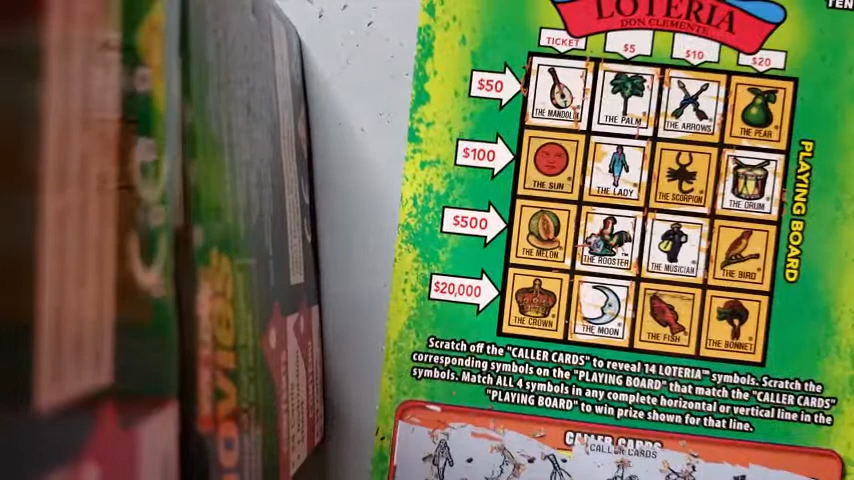 TEN
LOTERIA
DON CLEMENTE
TICKET $5 $10 $20
$50
THE MANDOLIN THE PALM THE ARROWS THE PEAR
$100
THE SUN THE LADY THE SCORPION THE DRUM
$500
THE MELON THE ROOSTER THE MUSICIAN THE BIRD
$20,000
THE CROWN THE MOON THE FISH THE BONNET
PLAYING BOARD
Scratch off the "CALLER CARDS" to reveal 14 LOTERIA™ symbols. Scratch the
corresponding symbols on the "PLAYING BOARD" that match the "CALLER CARDS"
symbols. Match ALL 4 symbols in any complete horizontal or vertical line in the
"PLAYING BOARD" to win prize shown for that line.
CALLER CARDS
CALLER CARDS